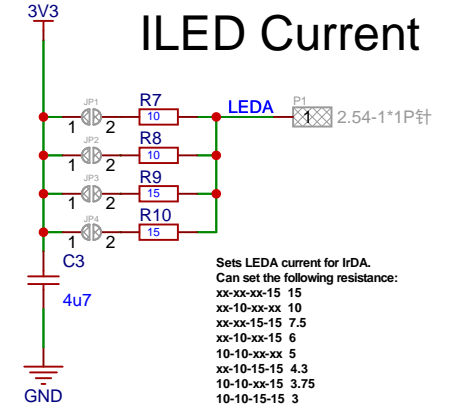 3V3
ILED Current
JP1
1
2
R7
10
LEDA
P1
1
2.54-1*1P针
JP2
1
2
R8
10
JP3
1
2
R9
15
JP4
1
2
R10
15
C3
4u7
GND
Sets LEDA current for IrDA.
Can set the following resistance:
xx-xx-xx-15 15
xx-10-xx-xx 10
xx-xx-15-15 7.5
xx-10-xx-15 6
10-10-xx-xx 5
xx-10-15-15 4.3
10-10-xx-15 3.75
10-10-15-15 3